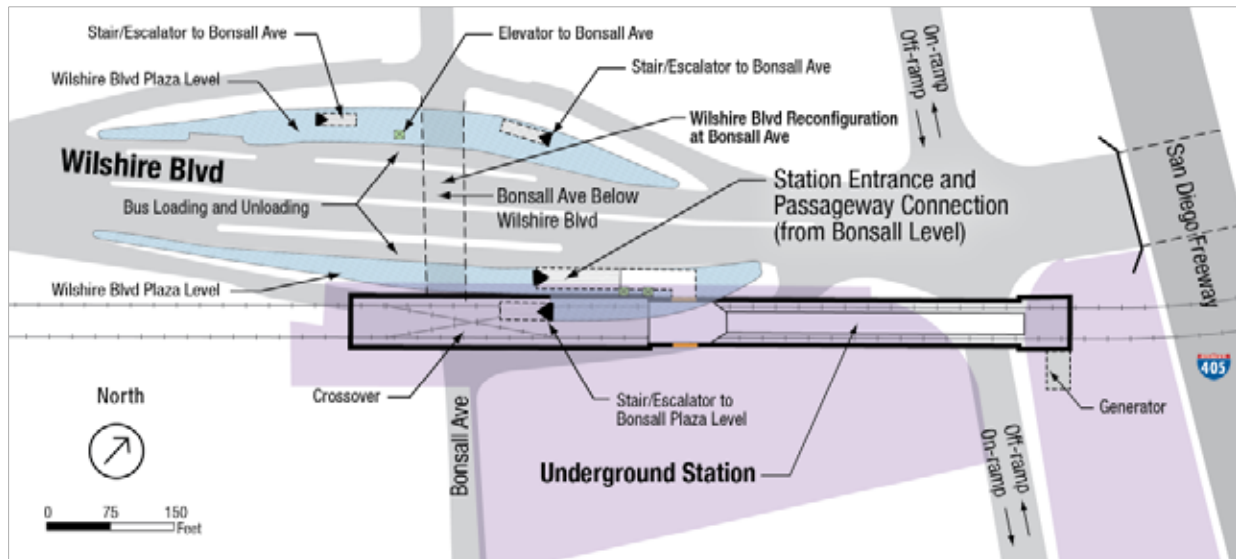 Stair/Escalator to Bonsall Ave
Elevator to Bonsall Ave
On-ramp
Off-ramp
Wilshire Blvd Plaza Level
Stair/Escalator to Bonsall Ave
Wilshire Blvd Reconfiguration
at Bonsall Ave
Wilshire Blvd
San Diego Freeway
Station Entrance and
Passageway Connection
(from Bonsall Level)
Bonsall Ave Below
Wilshire Blvd
Bus Loading and Unloading
Wilshire Blvd Plaza Level
405
North
Crossover
Stair/Escalator to
Bonsall Plaza Level
Generator
Bonsall Ave
Underground Station
Off-ramp
On-ramp
0 75 150
Feet